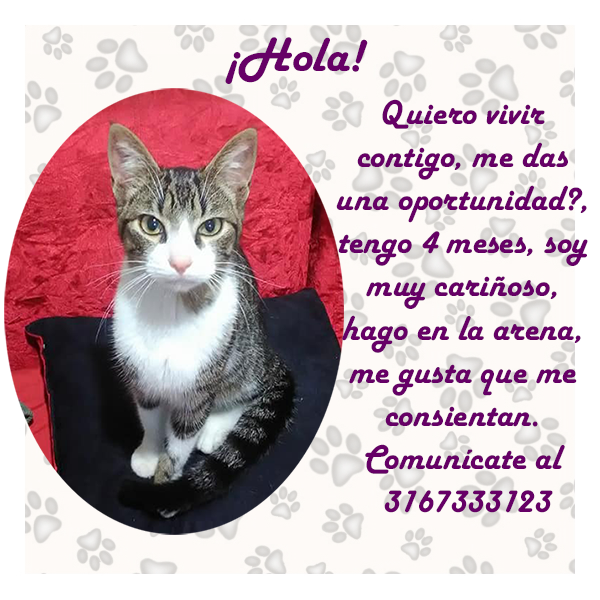 ¡Hola!
Quiero vivir
contigo, me das
una oportunidad?,
tengo 4 meses, soy
muy cariñoso,
hago en la arena,
me gusta que me
consientan.
Comunícate al
3167333123